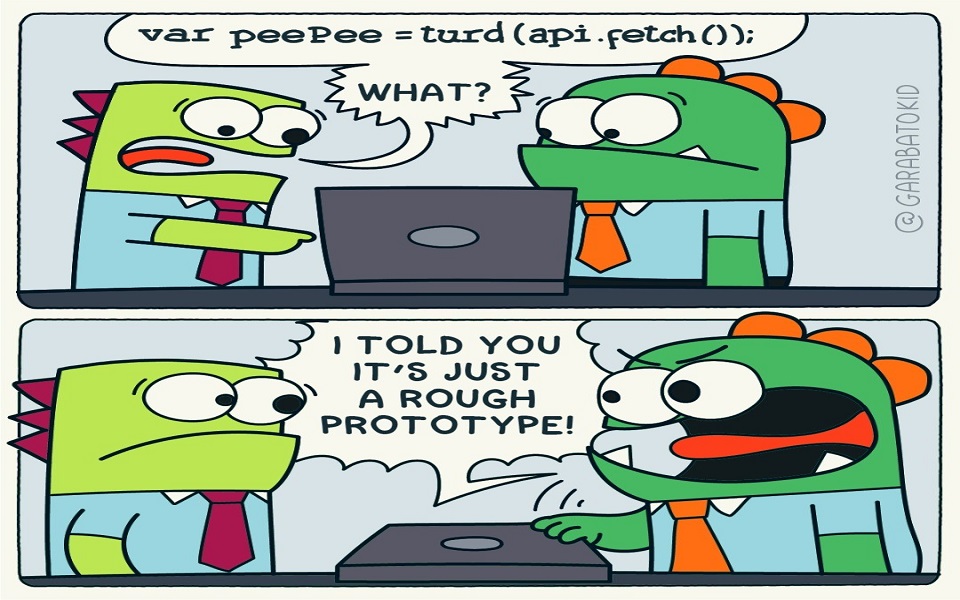 var peePee = turd(api.fetch());
WHAT?
@GARABATOKID
I TOLD YOU
IT'S JUST
A ROUGH
PROTOTYPE!